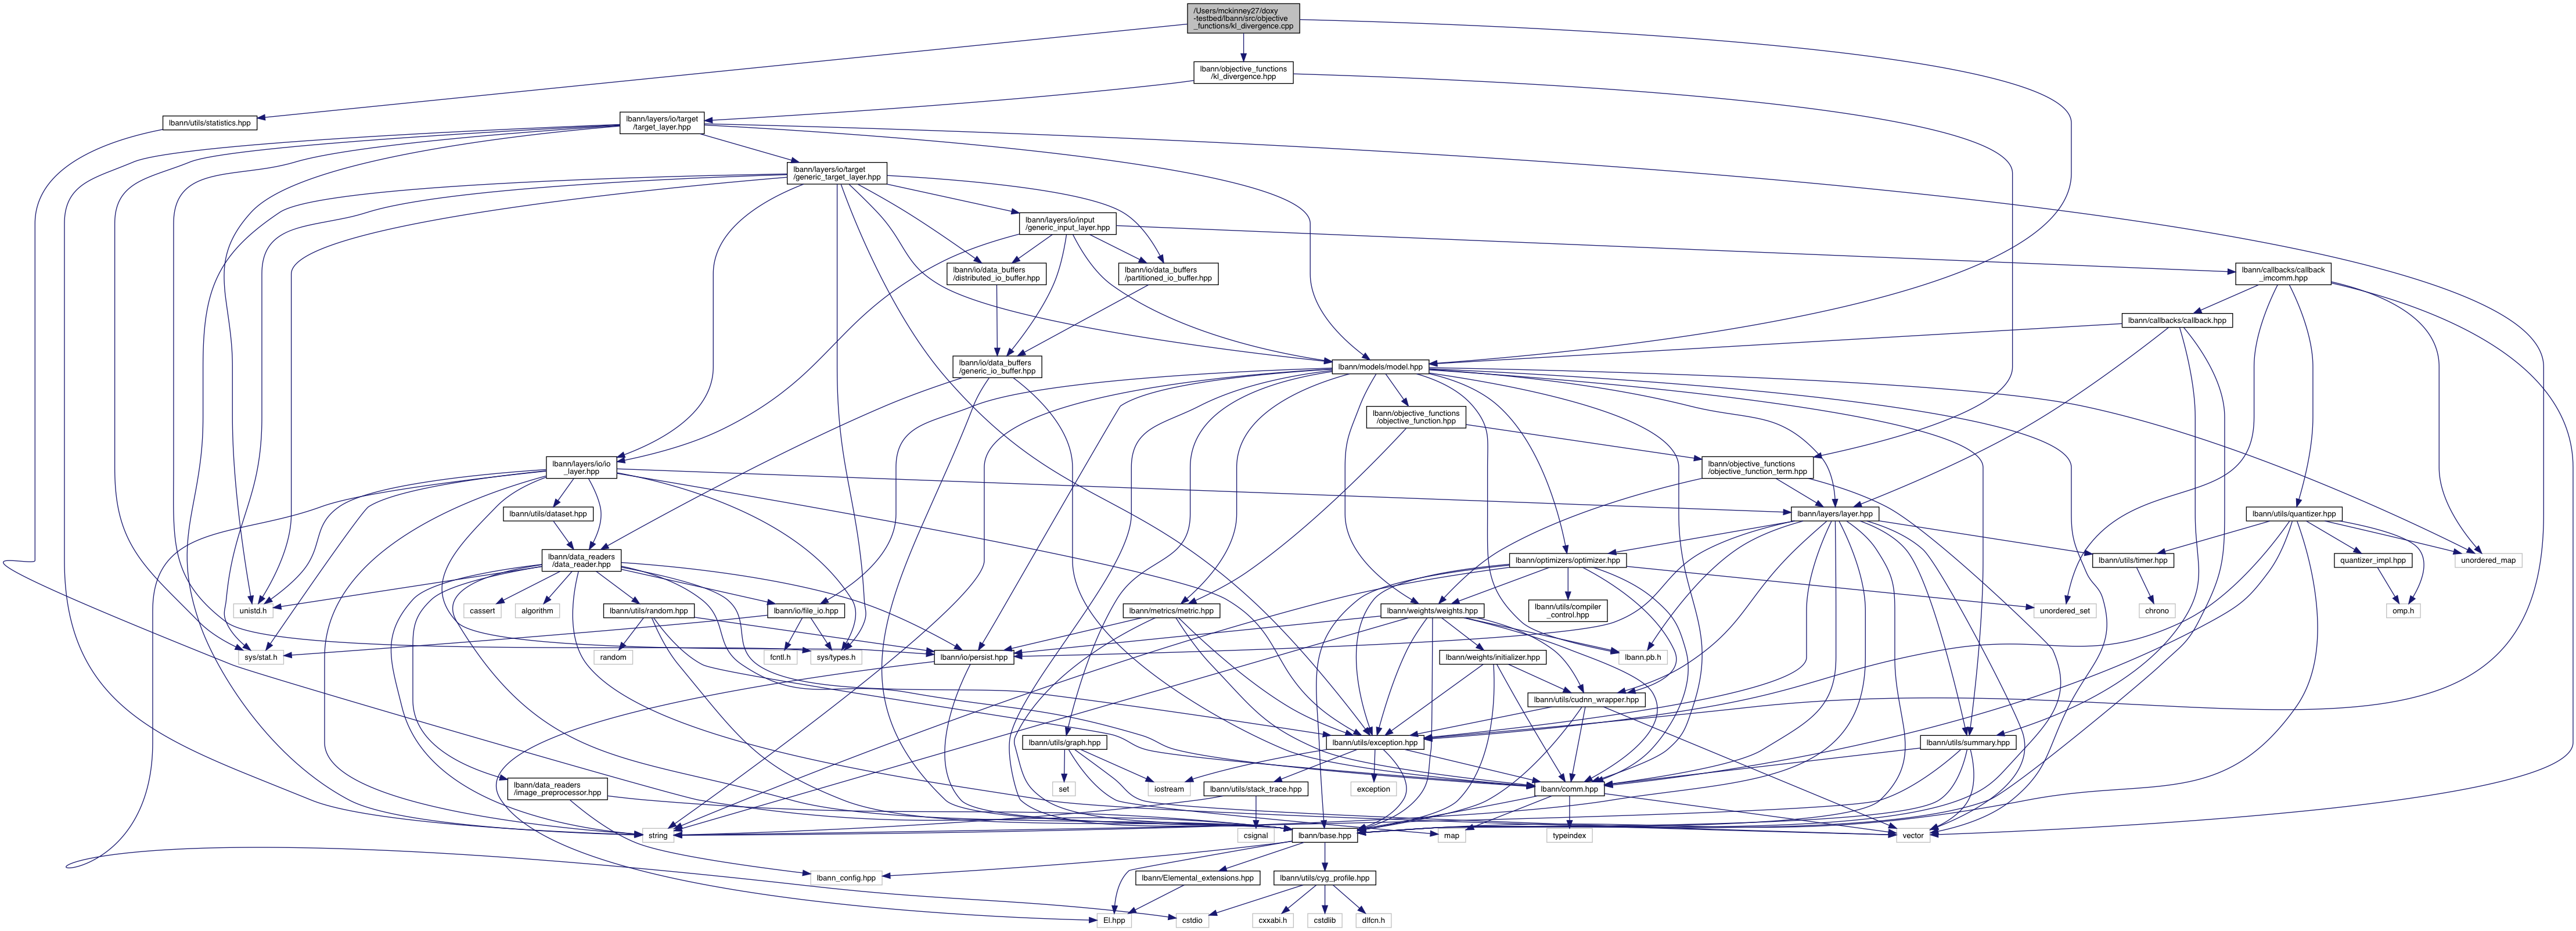 /Users/mckinney27/doxy
-testbed/lbann/src/objective
_functions/kl_divergence.cpp
lbann/objective_functions
/kl_divergence.hpp
lbann/utils/statistics.hpp
lbann/layers/io/target
/target_layer.hpp
lbann/layers/io/target
/generic_target_layer.hpp
lbann/layers/io/input
/generic_input_layer.hpp
lbann/io/data_buffers
/distributed_io_buffer.hpp
lbann/io/data_buffers
/partitioned_io_buffer.hpp
lbann/callbacks/callback
_imcomm.hpp
lbann/callbacks/callback.hpp
lbann/io/data_buffers
/generic_io_buffer.hpp
lbann/models/model.hpp
lbann/objective_functions
/objective_function.hpp
lbann/layers/io/io
_layer.hpp
lbann/objective_functions
/objective_function_term.hpp
lbann/utils/dataset.hpp
lbann/layers/layer.hpp
lbann/utils/quantizer.hpp
lbann/data_readers
/data_reader.hpp
lbann/optimizers/optimizer.hpp
lbann/utils/timer.hpp
quantizer_impl.hpp
unordered_map
unistd.h
cassert
algorithm
lbann/utils/random.hpp
lbann/io/file_io.hpp
lbann/metrics/metric.hpp
lbann/weights/weights.hpp
lbann/utils/compiler
_control.hpp
unordered_set
chrono
omp.h
sys/stat.h
random
fcntl.h
sys/types.h
lbann/io/persist.hpp
lbann/weights/initializer.hpp
lbann.pb.h
lbann/utils/cudnn_wrapper.hpp
lbann/utils/graph.hpp
lbann/utils/exception.hpp
lbann/utils/summary.hpp
lbann/data_readers
/image_preprocessor.hpp
set
iostream
lbann/utils/stack_trace.hpp
exception
lbann/comm.hpp
string
csignal
lbann/base.hpp
map
typeindex
vector
lbann_config.hpp
lbann/Elemental_extensions.hpp
lbann/utils/cyg_profile.hpp
El.hpp
cstdio
cxxabi.h
cstdlib
dlfcn.h